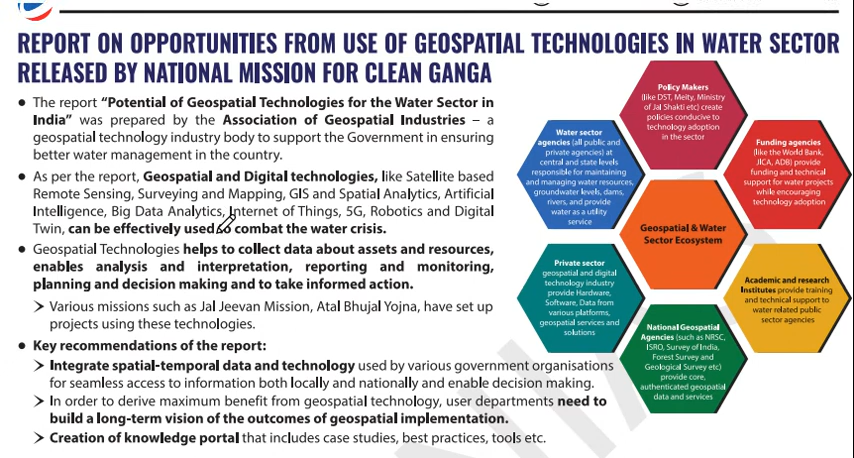 REPORT ON OPPORTUNITIES FROM USE OF GEOSPATIAL TECHNOLOGIES IN WATER SECTOR
RELEASED BY NATIONAL MISSION FOR CLEAN GANGA
● The report “Potential of Geospatial Technologies for the Water Sector in
India” was prepared by the Association of Geospatial Industries – a
geospatial technology industry body to support the Government in ensuring
better water management in the country.
● As per the report, Geospatial and Digital technologies, like Satellite based
Remote Sensing, Surveying and Mapping, GIS and Spatial Analytics, Artificial
Intelligence, Big Data Analytics, Internet of Things, 5G, Robotics and Digital
Twin, can be effectively used to combat the water crisis.
● Geospatial Technologies helps to collect data about assets and resources,
enables analysis and interpretation, reporting and monitoring,
planning and decision making and to take informed action.
➢ Various missions such as Jal Jeevan Mission, Atal Bhujal Yojna, have set up
projects using these technologies.
● Key recommendations of the report:
➢ Integrate spatial-temporal data and technology used by various government organisations
for seamless access to information both locally and nationally and enable decision making.
➢ In order to derive maximum benefit from geospatial technology, user departments need to
build a long-term vision of the outcomes of geospatial implementation.
➢ Creation of knowledge portal that includes case studies, best practices, tools etc.
Policy Makers
(like DST, Meity, Ministry
of Jal Shakti etc) create
policies conducive to
technology adoption
in the sector
Water sector
agencies (all public and
private agencies) at
central and state levels
responsible for maintaining
and managing water resources,
groundwater levels, dams,
rivers, and provide
water as a utility
service
Funding agencies
(like the World Bank,
JICA, ADB) provide
funding and technical
support for water projects
while encouraging
technology adoption
Geospatial & Water
Sector Ecosystem
Private sector
geospatial and digital
technology industry
provide Hardware,
Software, Data from
various platforms,
geospatial services and
solutions
Academic and research
Institutes provide training
and technical support to
water related public
sector agencies
National Geospatial
Agencies (such as NRSC,
ISRO, Survey of India,
Forest Survey and
Geological Survey etc)
provide core,
authenticated geospatial
data and services